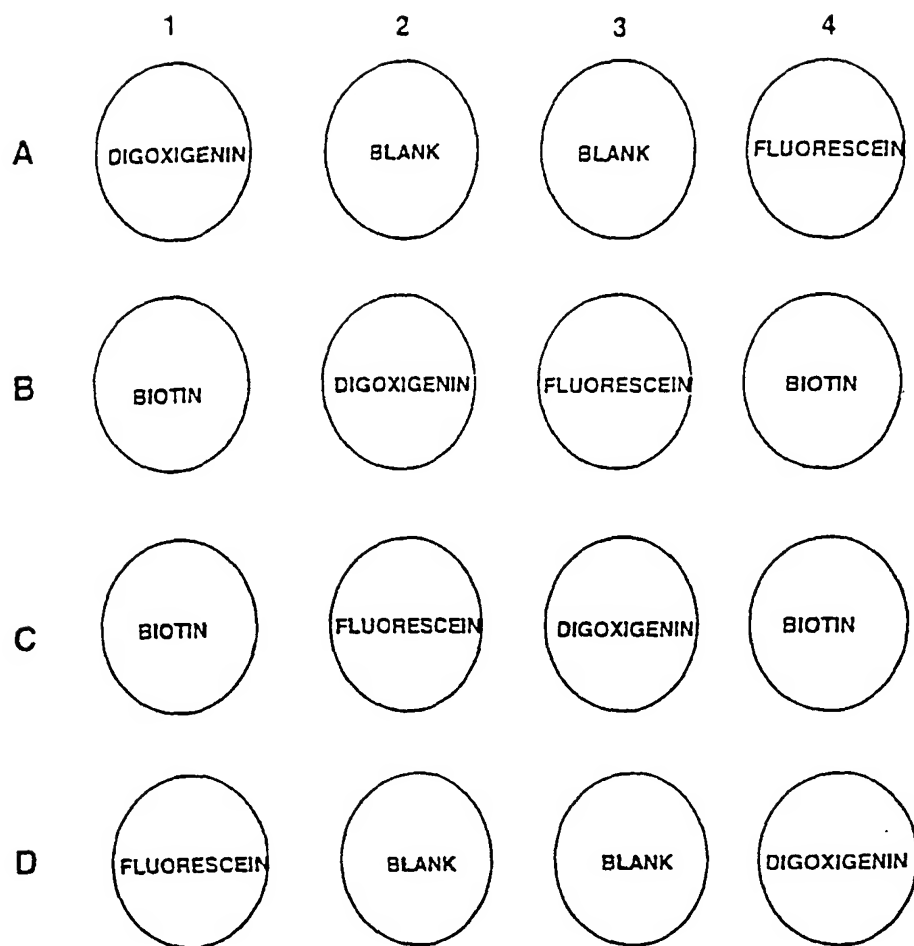 1 2 3 4
A DIGOXIGENIN BLANK BLANK FLUORESCEIN
B BIOTIN DIGOXIGENIN FLUORESCEIN BIOTIN
C BIOTIN FLUORESCEIN DIGOXIGENIN BIOTIN
D FLUORESCEIN BLANK BLANK DIGOXIGENIN